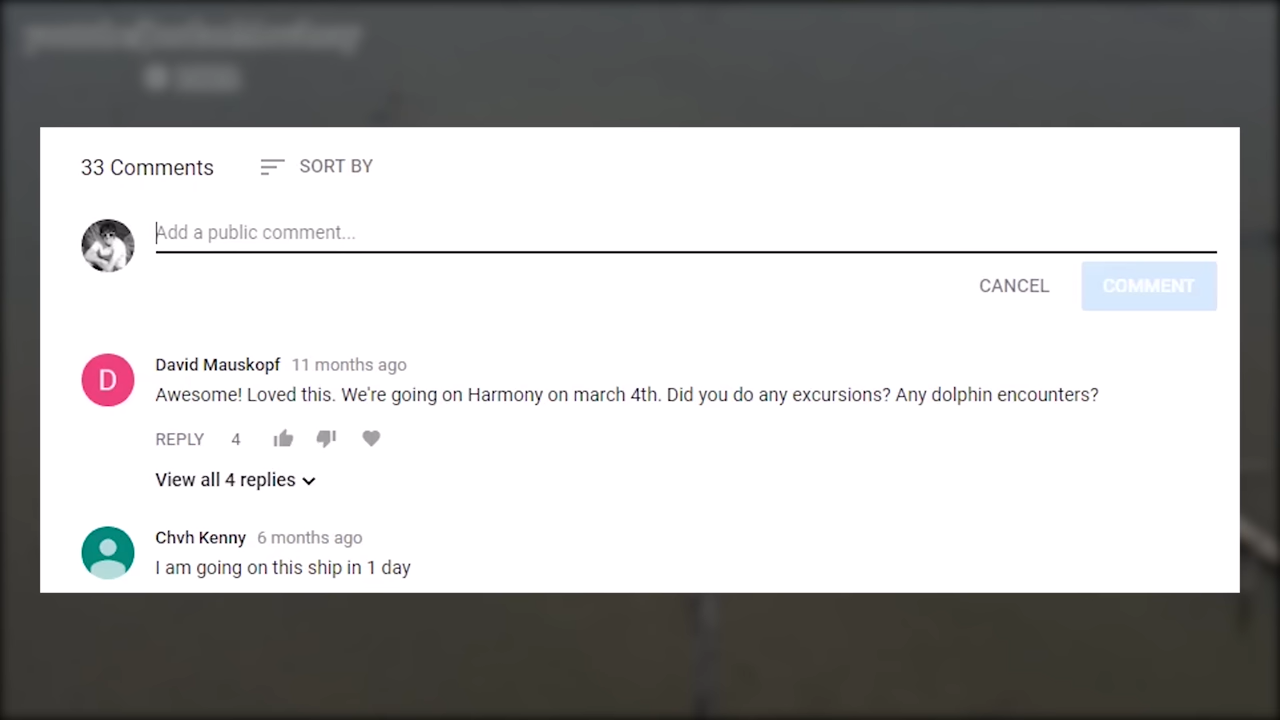 33 Comments SORT BY
Add a public comment...
CANCEL COMMENT
D David Mauskopf 11 months ago
Awesome! Loved this. We're going on Harmony on march 4th. Did you do any excursions? Any dolphin encounters?
REPLY 4
View all 4 replies
Chvh Kenny 6 months ago
I am going on this ship in 1 day